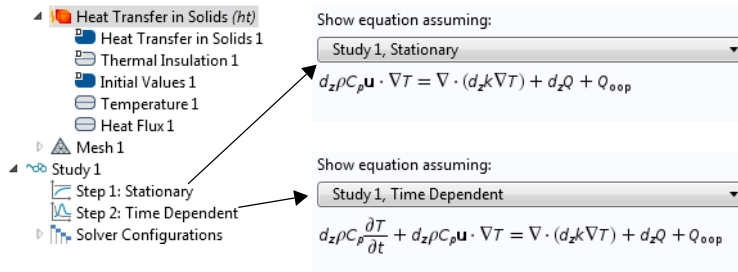 Heat Transfer in Solids (ht)
Heat Transfer in Solids 1
Thermal Insulation 1
Initial Values 1
Temperature 1
Heat Flux 1
Mesh 1
Study 1
Step 1: Stationary
Step 2: Time Dependent
Solver Configurations
Show equation assuming:
Study 1, Stationary
d_zρC_p𝐮 · ∇T = ∇ · (d_zk∇T) + d_zQ + Q_oop
Show equation assuming:
Study 1, Time Dependent
d_zρC_p ∂T/∂t + d_zρC_p𝐮 · ∇T = ∇ · (d_zk∇T) + d_zQ + Q_oop